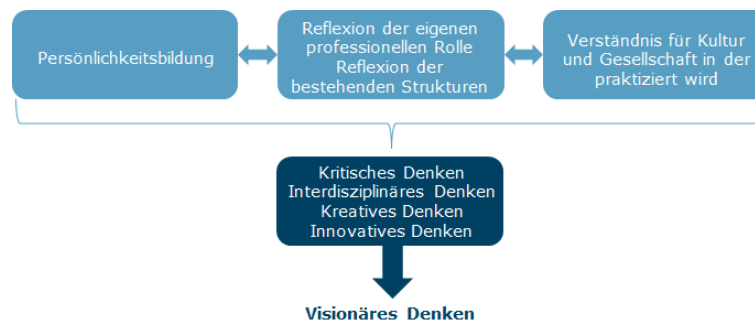 Persönlichkeitsbildung
Reflexion der eigenen
professionellen Rolle
Reflexion der
bestehenden Strukturen
Verständnis für Kultur
und Gesellschaft in der
praktiziert wird
Kritisches Denken
Interdisziplinäres Denken
Kreatives Denken
Innovatives Denken
Visionäres Denken